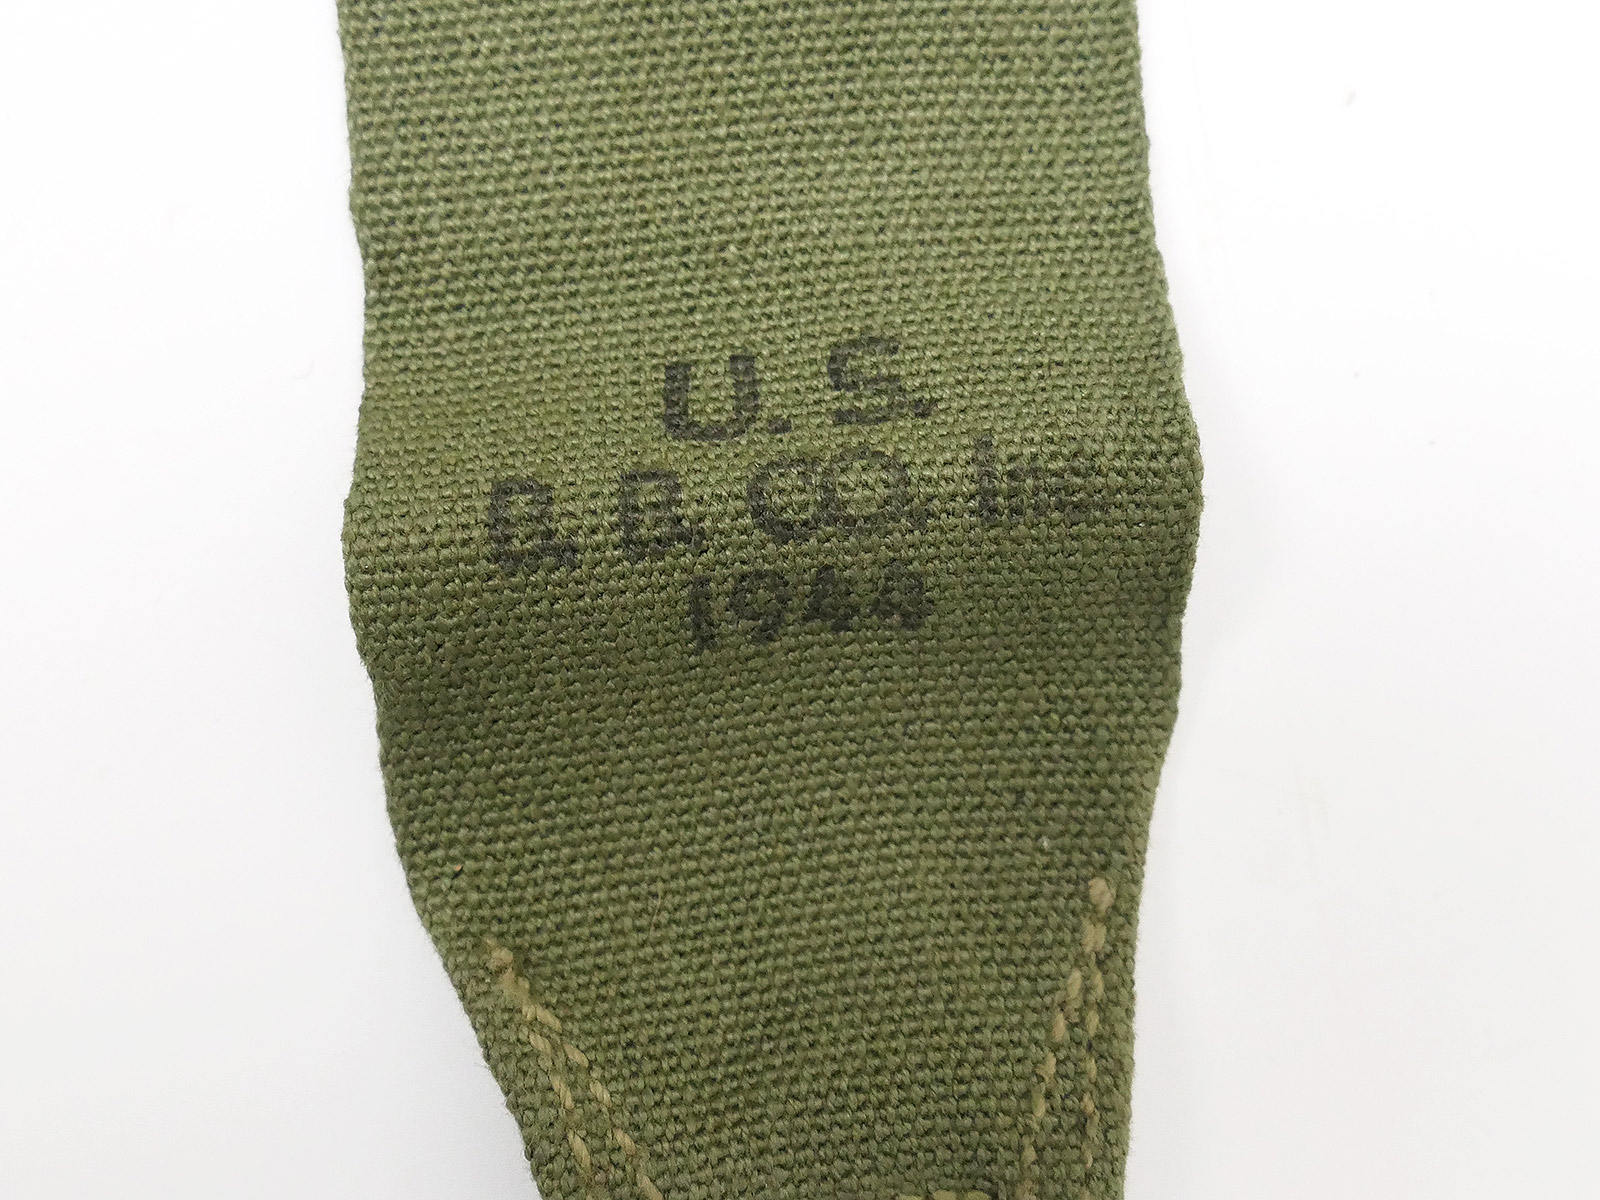 U. S.
B. B. CO., Inc.
1944